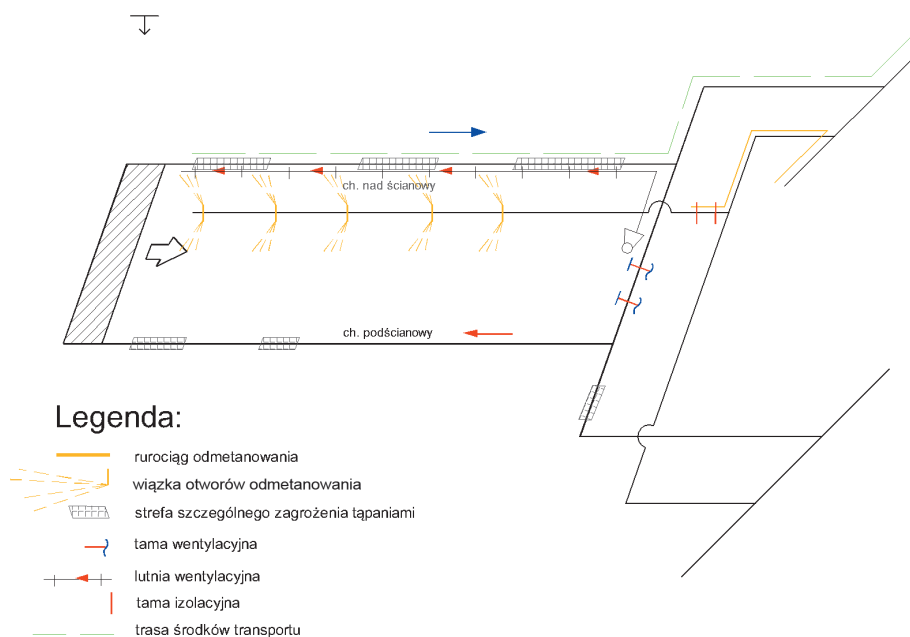 ch. nad ścianowy
ch. podścianowy
Legenda:
rurociąg odmetanowania
wiązka otworów odmetanowania
strefa szczególnego zagrożenia tąpaniami
tama wentylacyjna
lutnia wentylacyjna
tama izolacyjna
trasa środków transportu